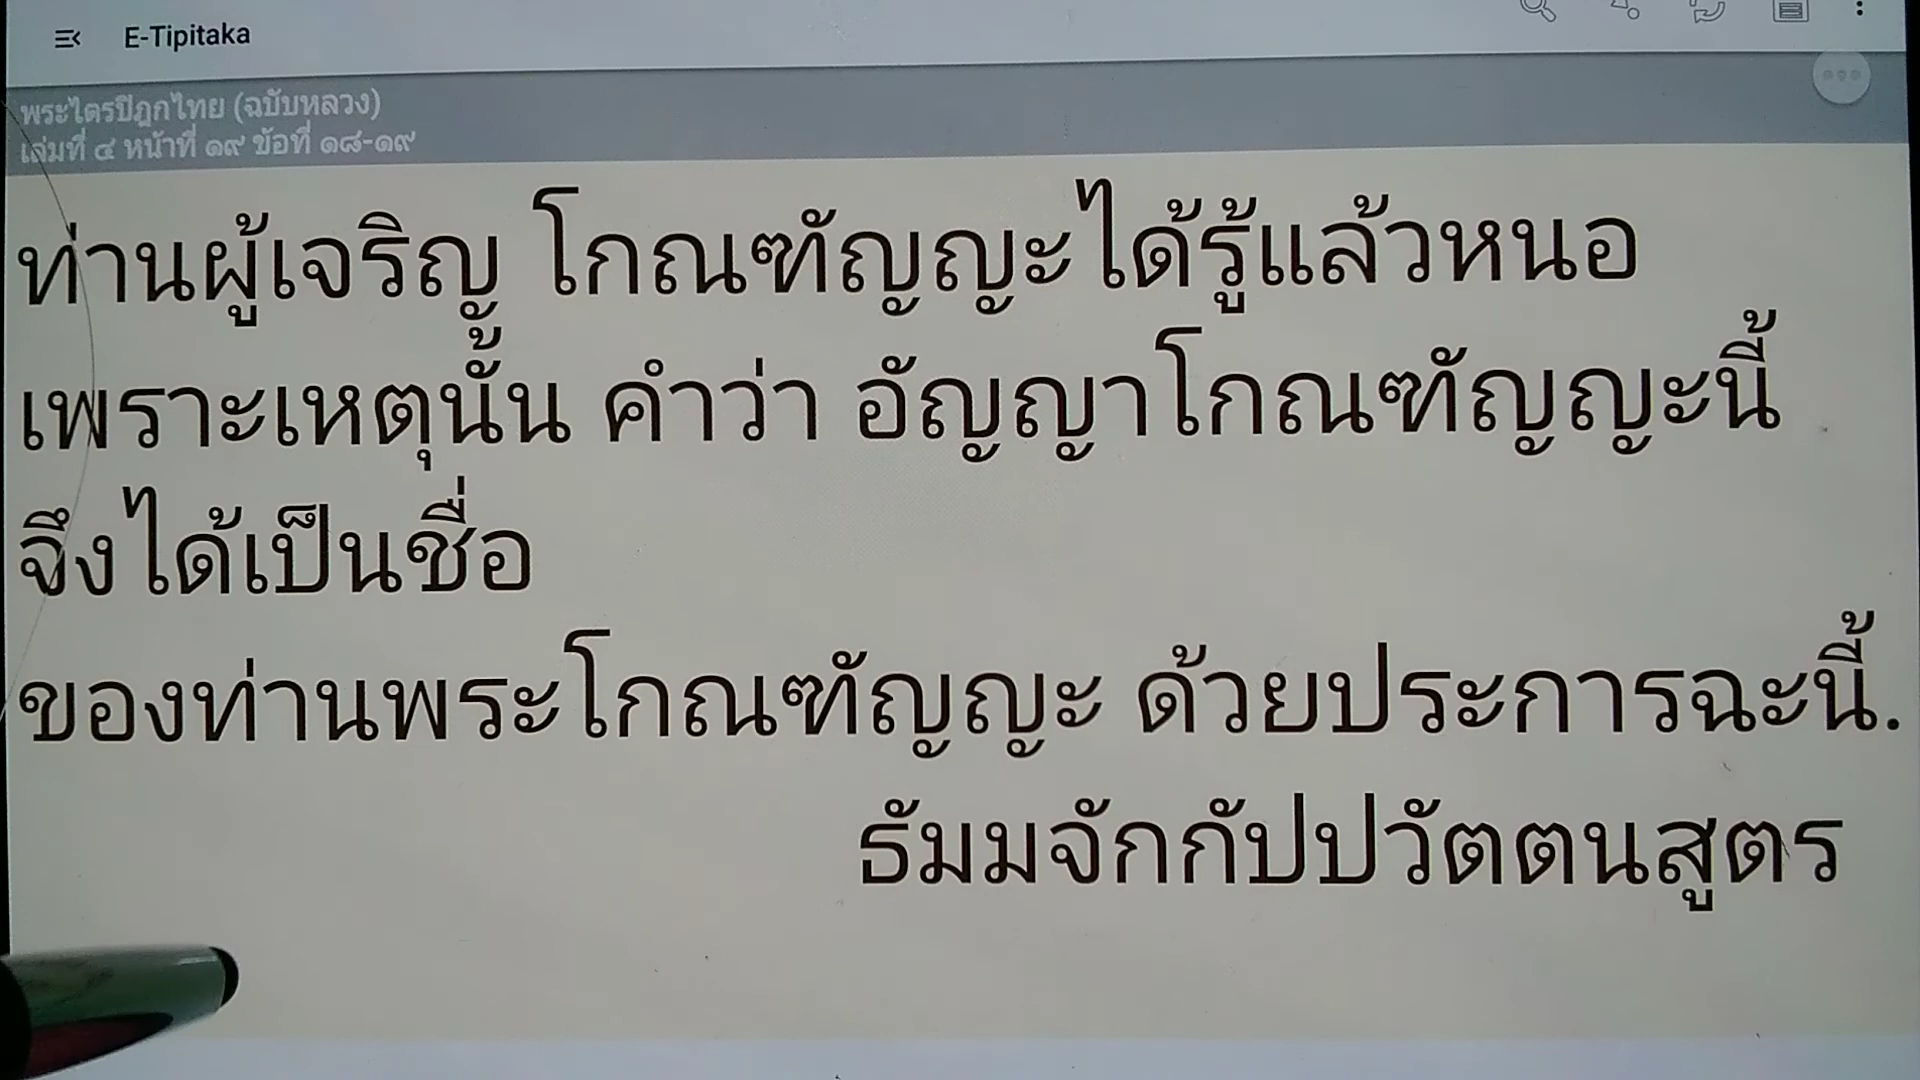 E-Tipitaka
พระไตรปิฎกไทย (ฉบับหลวง)
เล่มที่ ๔ หน้าที่ ๑๙ ข้อที่ ๑๘-๑๙
ท่านผู้เจริญ โกณฑัญญะได้รู้แล้วหนอ
เพราะเหตุนั้น คำว่า อัญญาโกณฑัญญะนี้
จึงได้เป็นชื่อ
ของท่านพระโกณฑัญญะ ด้วยประการฉะนี้.
ธัมมจักกัปปวัตตนสูตร